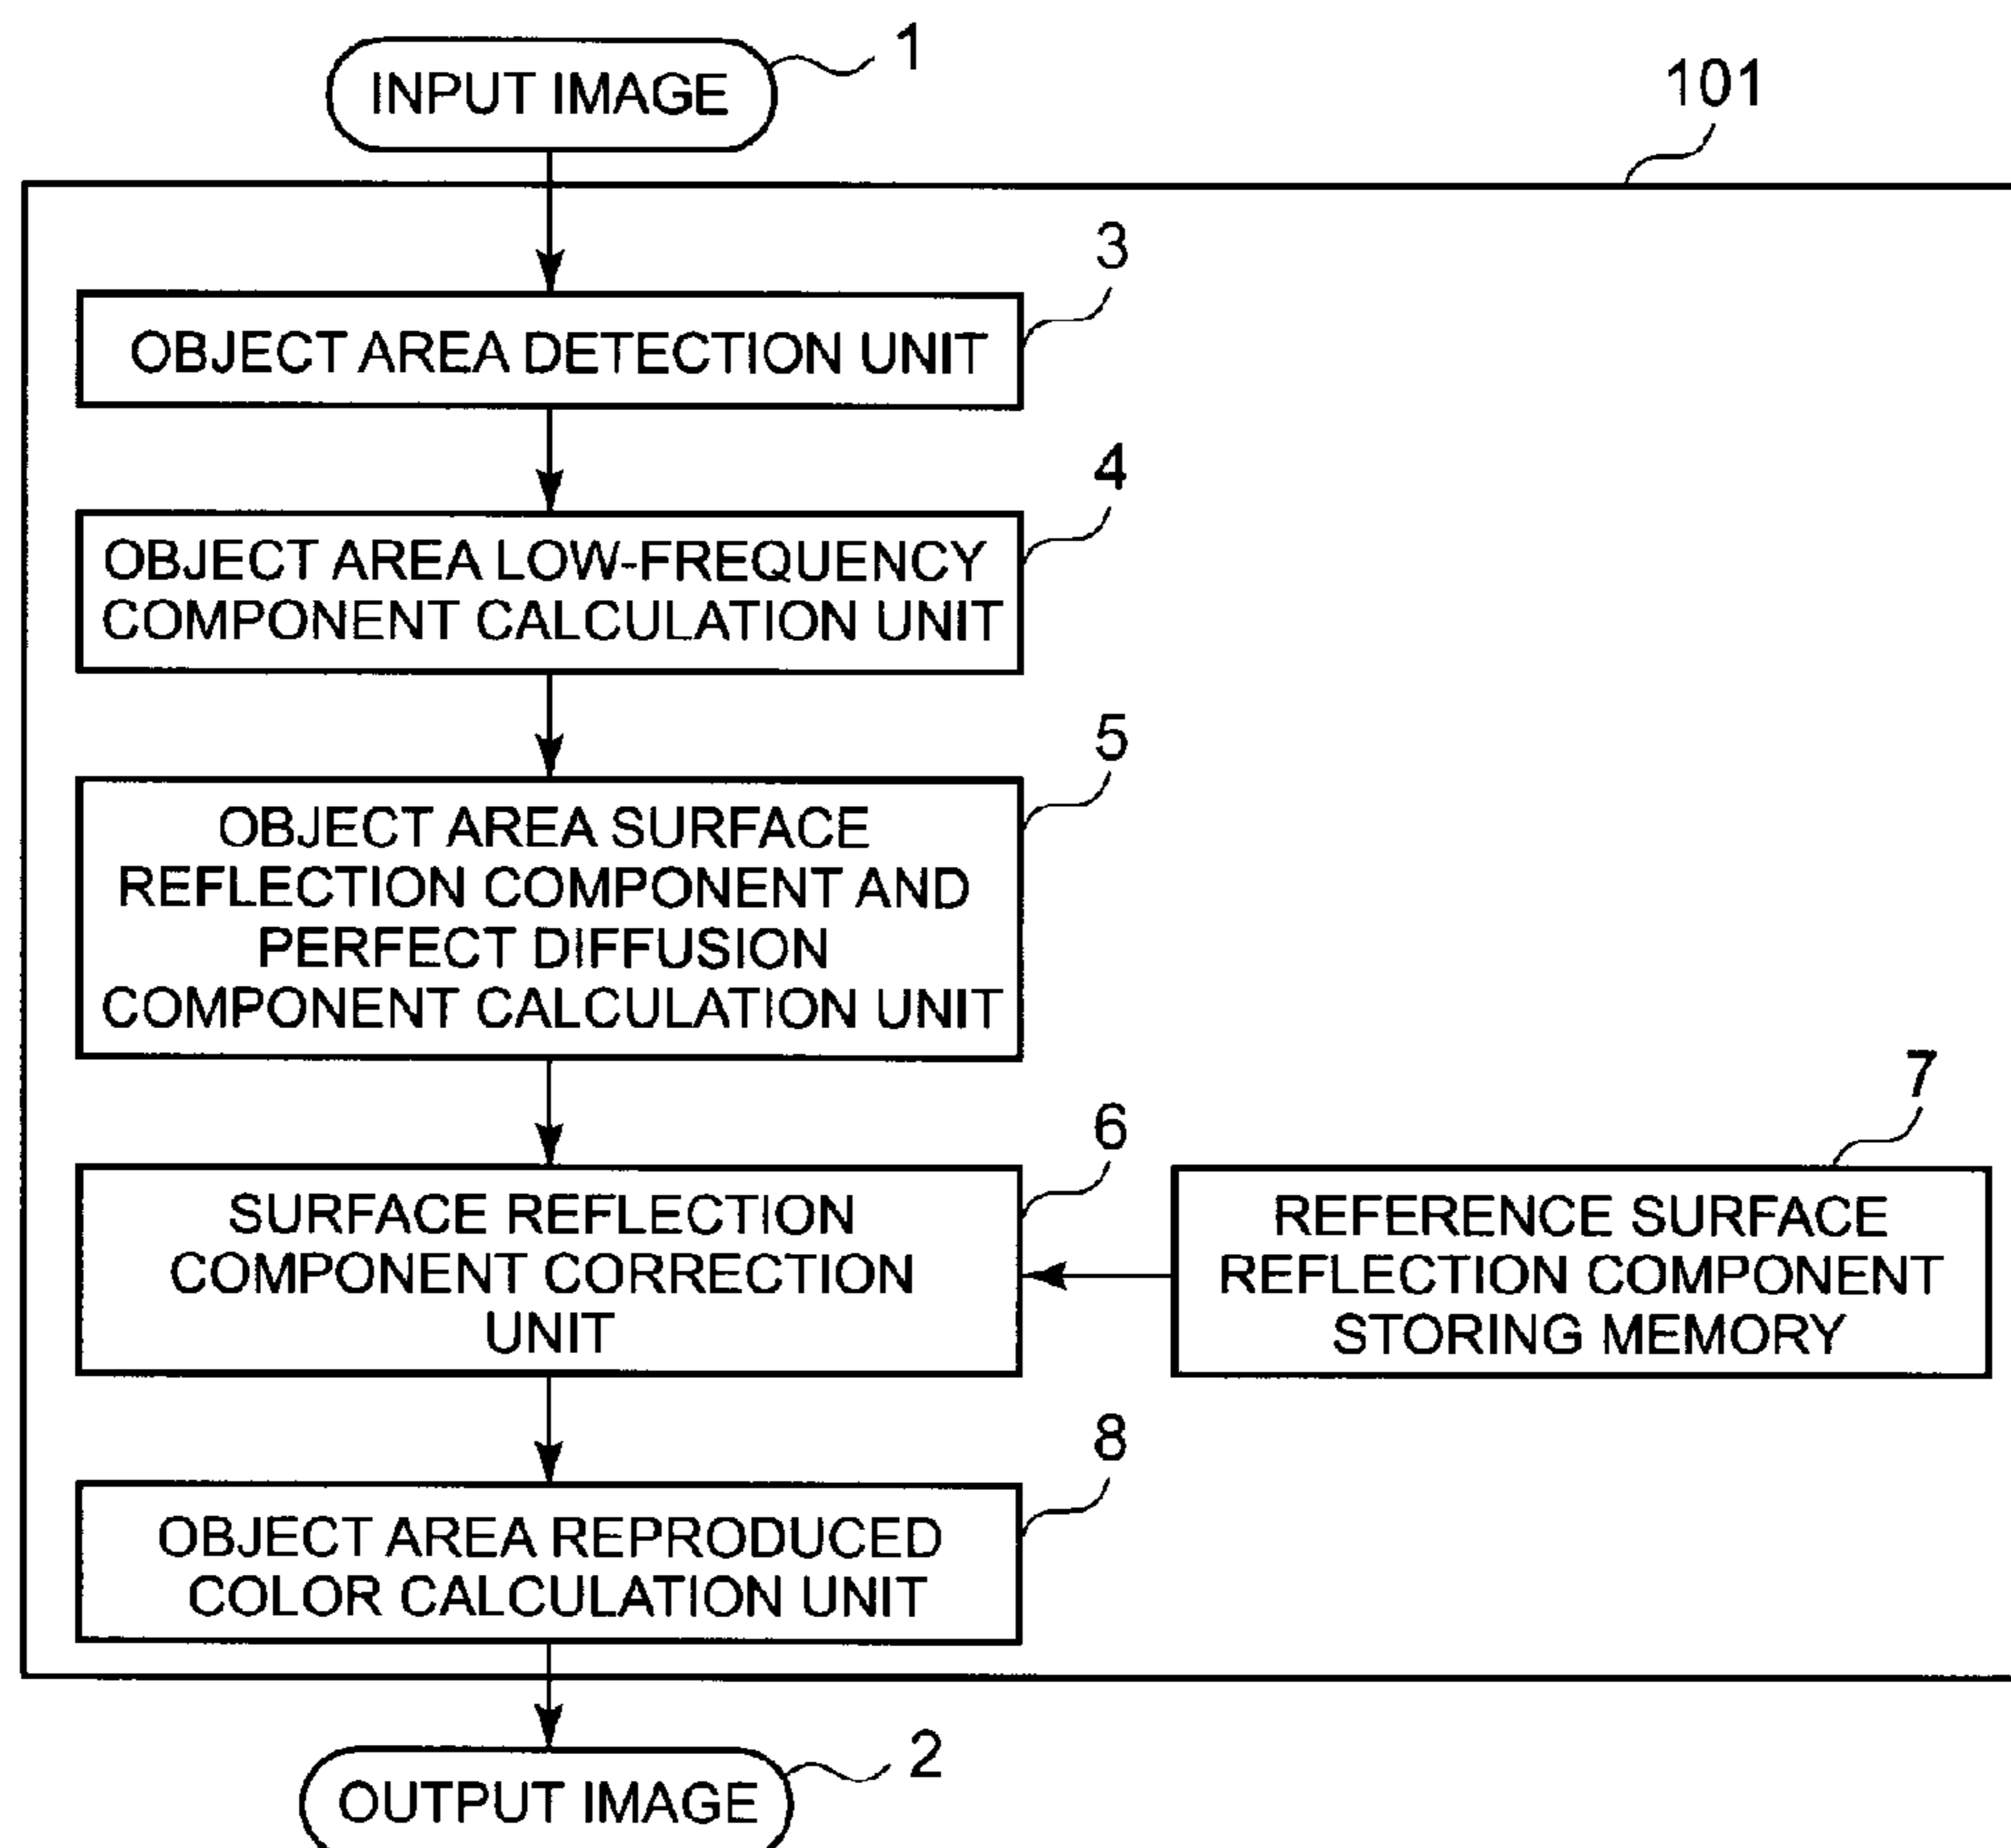 1
INPUT IMAGE
101
3
OBJECT AREA DETECTION UNIT
4
OBJECT AREA LOW-FREQUENCY
COMPONENT CALCULATION UNIT
5
OBJECT AREA SURFACE
REFLECTION COMPONENT AND
PERFECT DIFFUSION
COMPONENT CALCULATION UNIT
6
SURFACE REFLECTION
COMPONENT CORRECTION
UNIT
7
REFERENCE SURFACE
REFLECTION COMPONENT
STORING MEMORY
8
OBJECT AREA REPRODUCED
COLOR CALCULATION UNIT
2
OUTPUT IMAGE